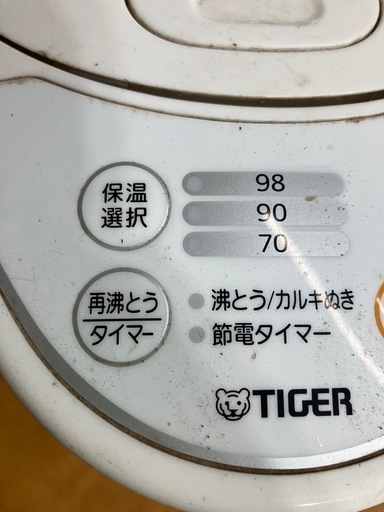 保温
選択
98
90
70
再沸とう
タイマー
沸とう/カルキぬき
節電タイマー
TIGER